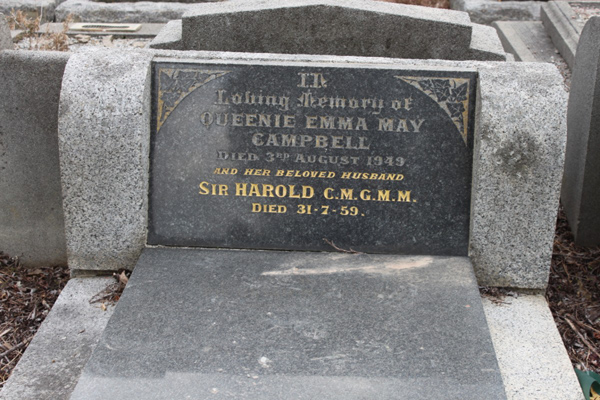 In
Loving Memory of
QUEENIE EMMA MAY
CAMPBELL
DIED 3RD AUGUST 1949
AND HER BELOVED HUSBAND
SIR HAROLD C.M.G.M.M.
DIED 31-7-59.